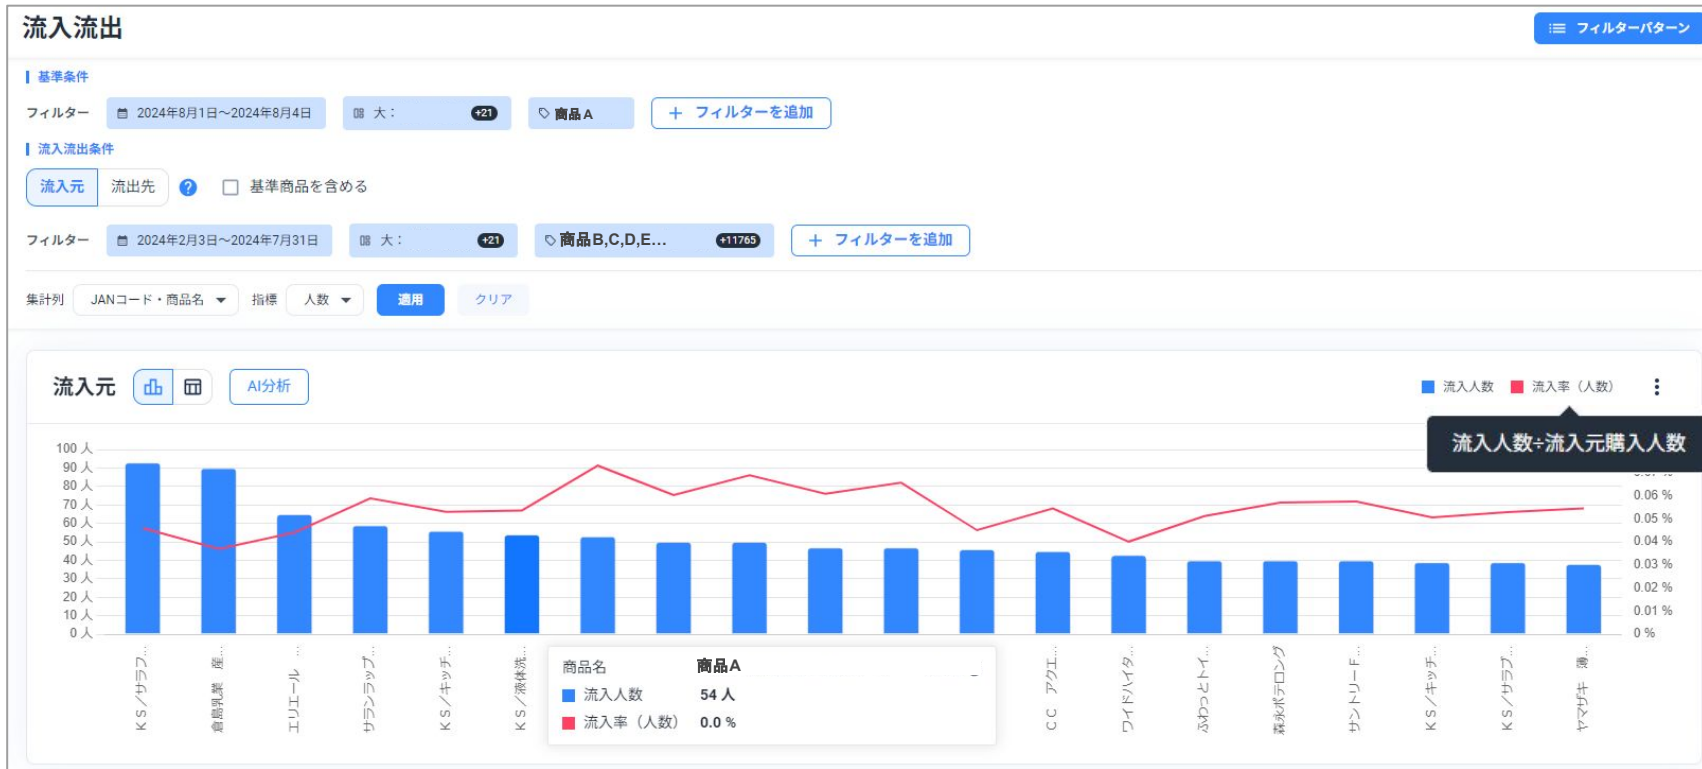 流入流出
フィルターパターン
基準条件
フィルター 2024年8月1日～2024年8月4日 大： +21 商品A ＋ フィルターを追加
流入流出条件
流入元 流出先 ? 基準商品を含める
フィルター 2024年2月3日～2024年7月31日 大： +21 商品B,C,D,E... +11765 ＋ フィルターを追加
集計列 JANコード・商品名 指標 人数 適用 クリア
流入元 AI分析
流入人数 流入率（人数）
流入人数÷流入元購入人数
100 人
90 人
80 人
70 人
60 人
50 人
40 人
30 人
20 人
10 人
0 人
0.06 %
0.05 %
0.04 %
0.03 %
0.02 %
0.01 %
0 %
ＫＳ／サラフ...
倉島乳業 産...
エリエール ...
サランラップ...
ＫＳ／キッチ...
ＫＳ／液体洗...
ＣＣ アクエ...
ワイドハイタ...
ふわっとトイ...
森永ポテロング
サントリーＦ...
ＫＳ／キッチ...
ＫＳ／サラブ...
ヤマザキ 薄...
商品名 商品A
流入人数 54 人
流入率（人数） 0.0 %